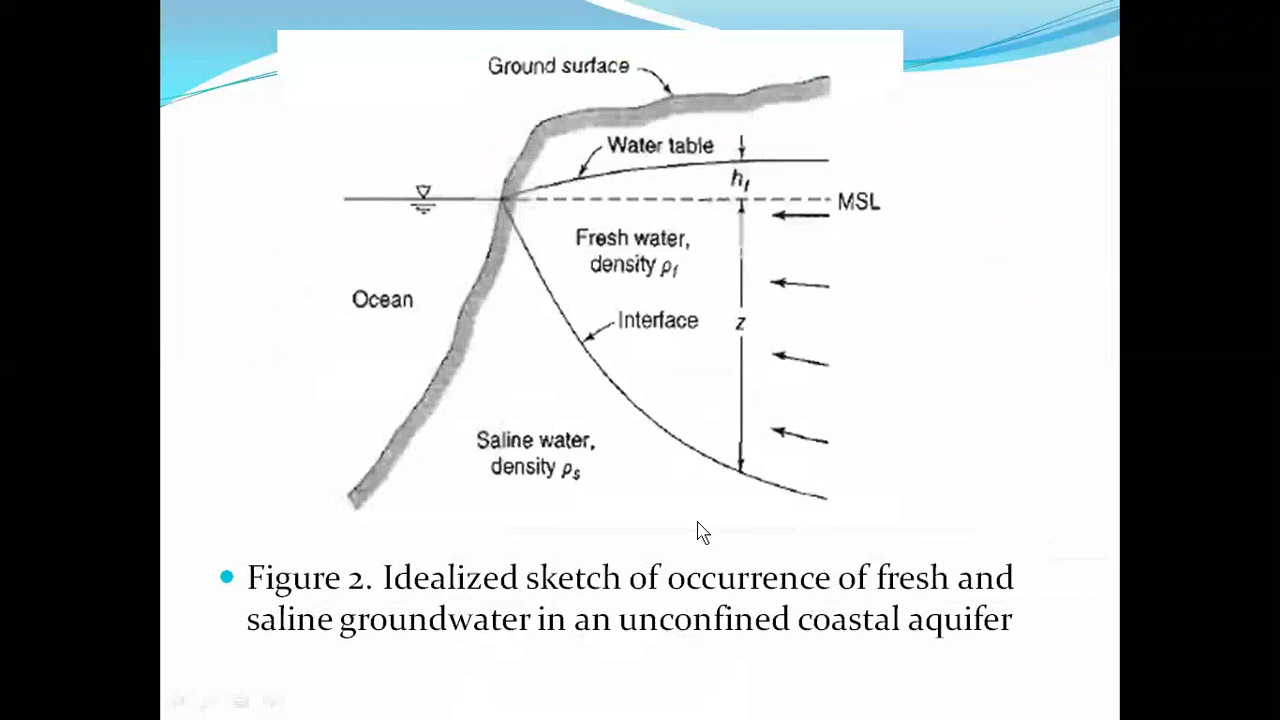 Ground surface
Water table
h_f
MSL
Fresh water,
density ρ_f
Ocean
Interface
z
Saline water,
density ρ_s
• Figure 2. Idealized sketch of occurrence of fresh and
saline groundwater in an unconfined coastal aquifer